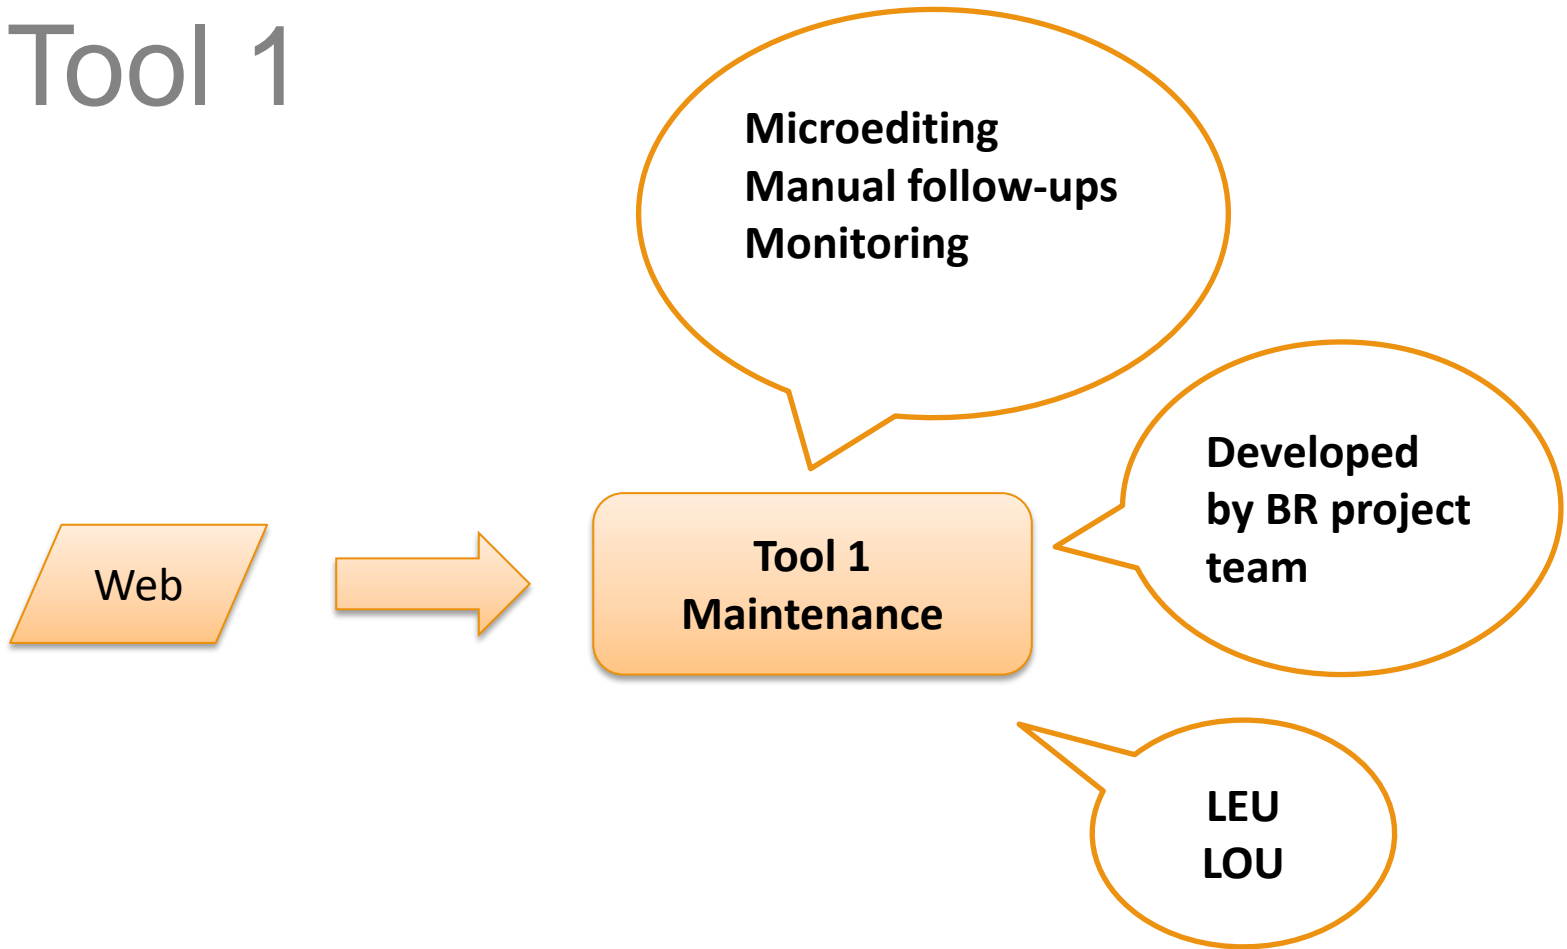 Tool 1
Microediting
Manual follow-ups
Monitoring
Developed
by BR project
team
Web
Tool 1
Maintenance
LEU
LOU